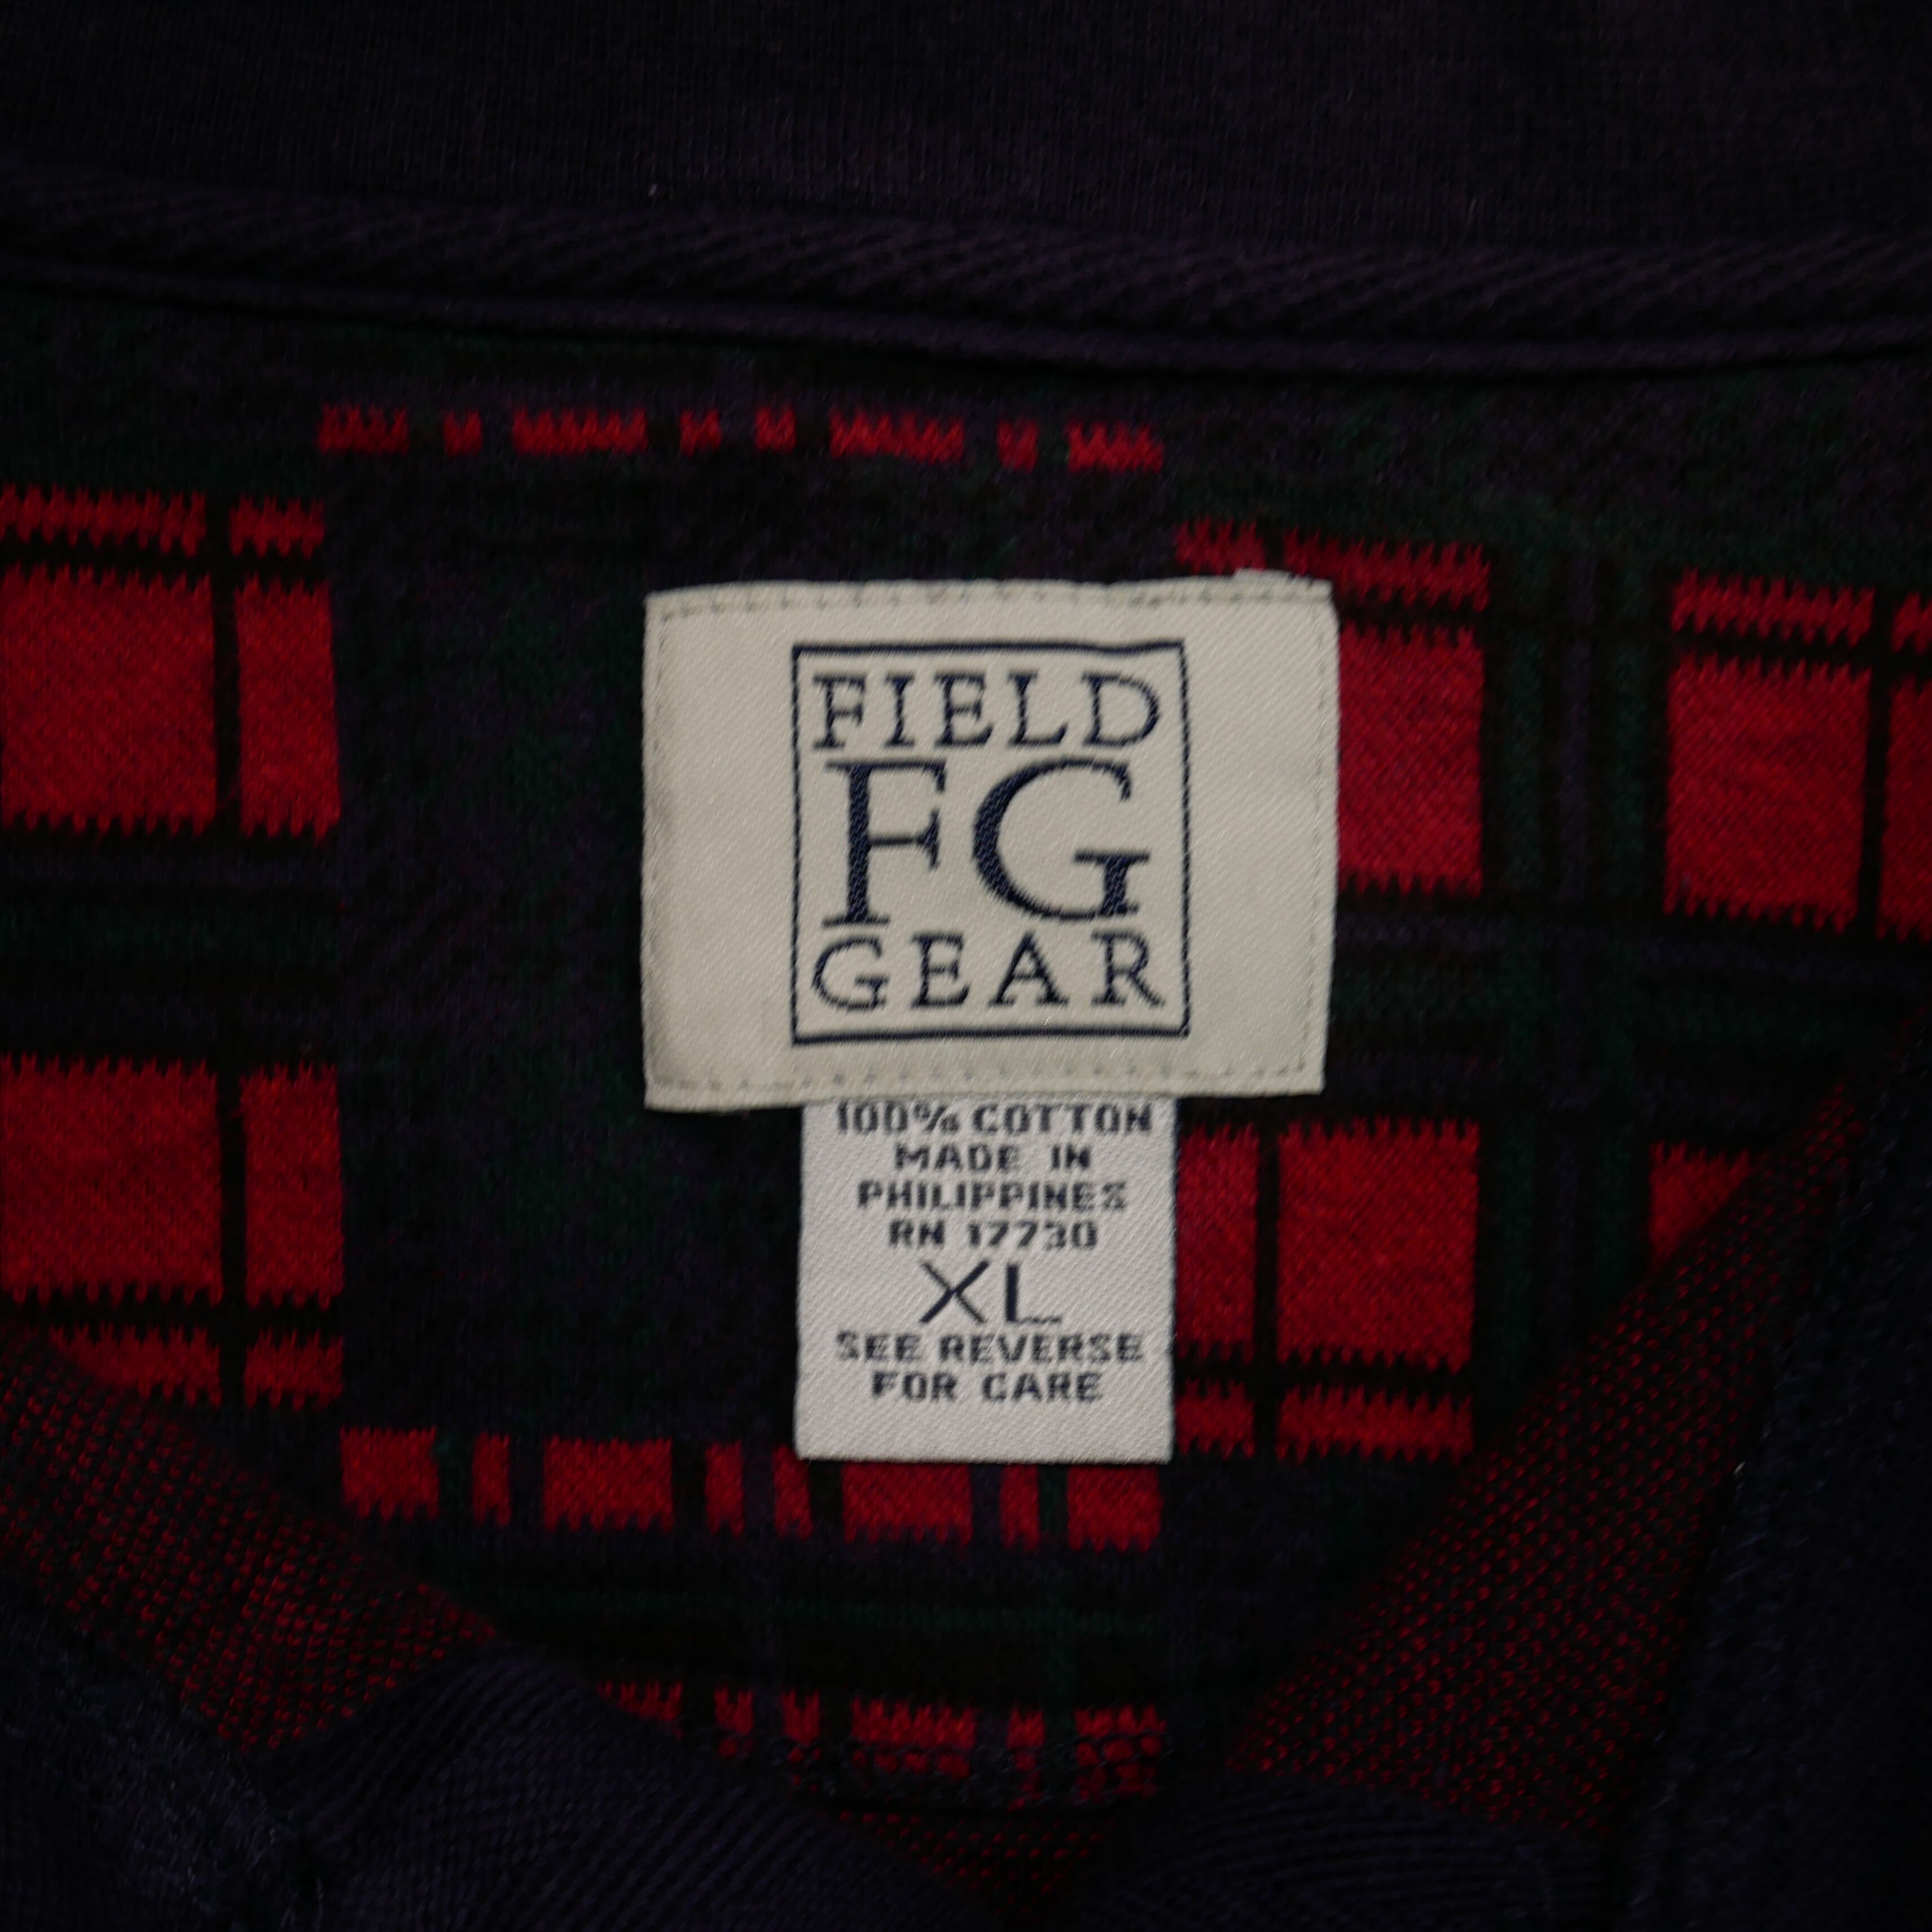 FIELD
FG
GEAR
100% COTTON
MADE IN
PHILIPPINES
RN 17730
XL
SEE REVERSE
FOR CARE